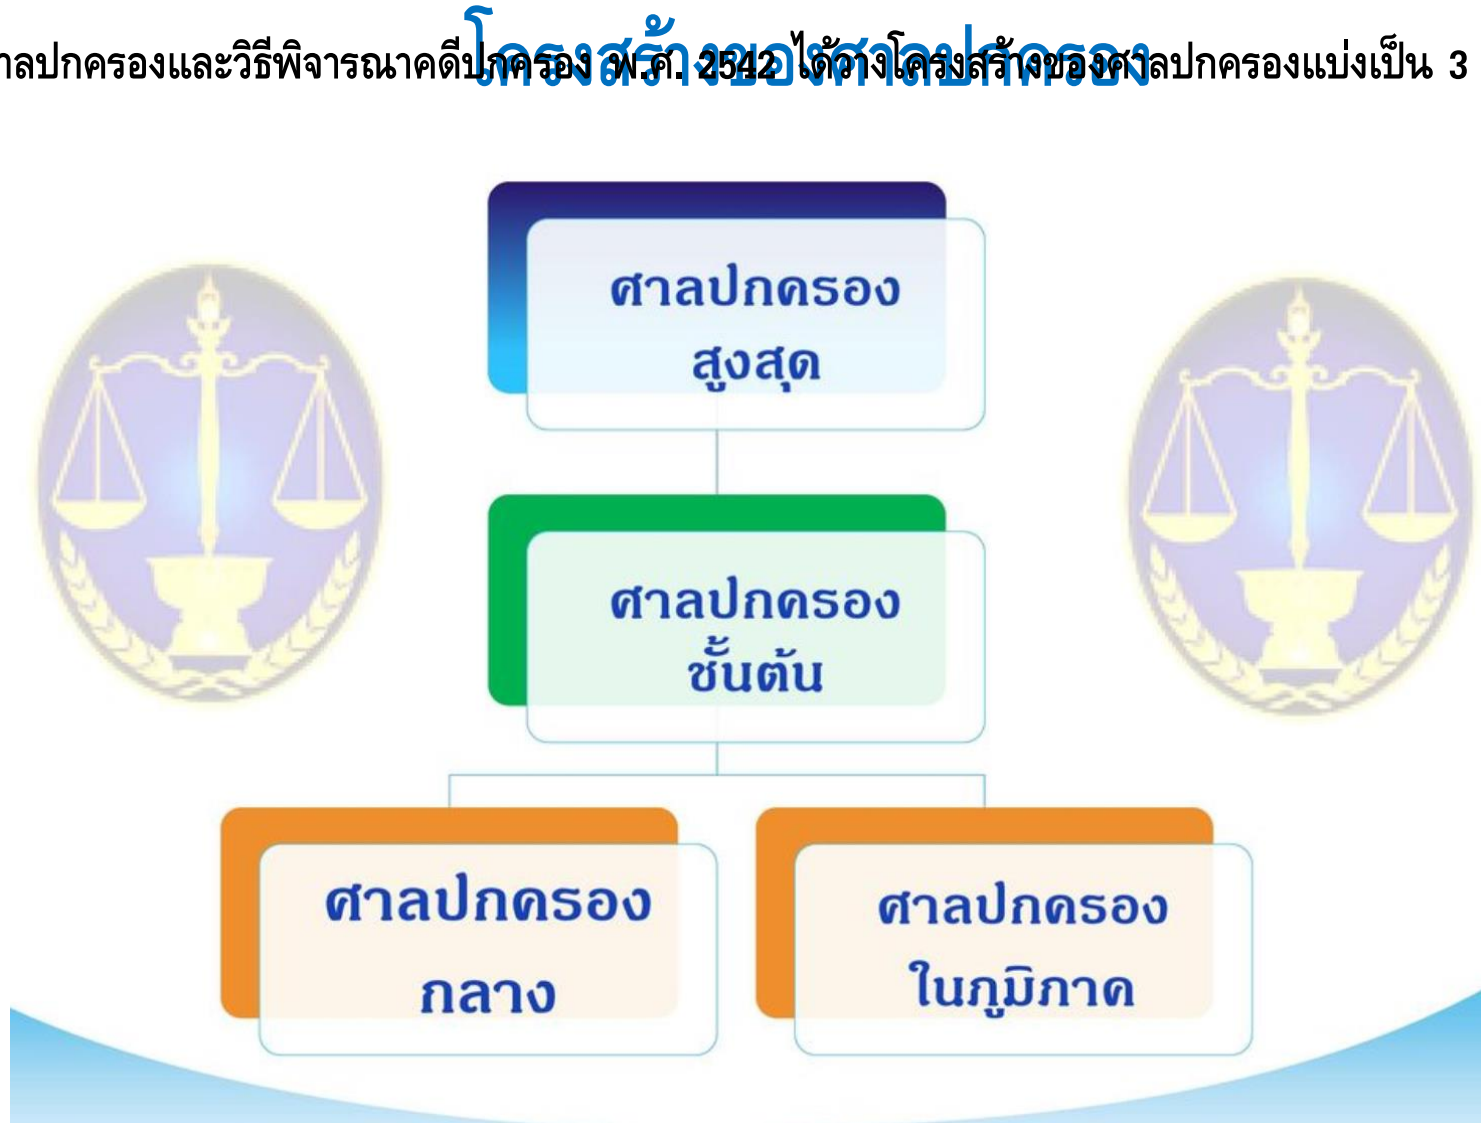 โครงสร้างของศาลปกครอง
าลปกครองและวิธีพิจารณาคดีปกครอง พ.ศ. 2542 ได้วางโครงสร้างของศาลปกครองแบ่งเป็น 3
ศาลปกครอง
สูงสุด
ศาลปกครอง
ชั้นต้น
ศาลปกครอง
กลาง
ศาลปกครอง
ในภูมิภาค